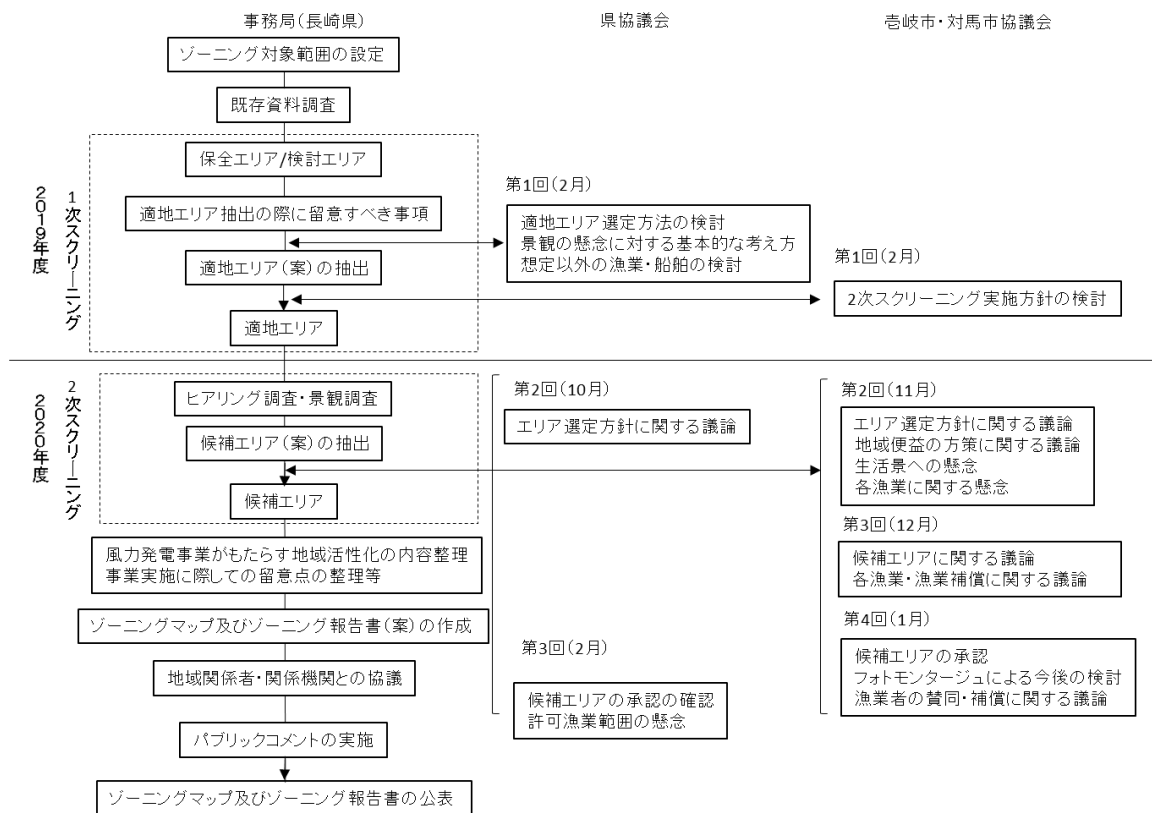 事務局(長崎県)
県協議会
壱岐市・対馬市協議会
ゾーニング対象範囲の設定
既存資料調査
1次スクリーニング
2019年度
保全エリア/検討エリア
適地エリア抽出の際に留意すべき事項
適地エリア(案)の抽出
適地エリア
第1回(2月)
適地エリア選定方法の検討
景観の懸念に対する基本的な考え方
想定以外の漁業・船舶の検討
第1回(2月)
2次スクリーニング実施方針の検討
2次スクリーニング
2020年度
ヒアリング調査・景観調査
候補エリア(案)の抽出
候補エリア
風力発電事業がもたらす地域活性化の内容整理
事業実施に際しての留意点の整理等
ゾーニングマップ及びゾーニング報告書(案)の作成
地域関係者・関係機関との協議
パブリックコメントの実施
ゾーニングマップ及びゾーニング報告書の公表
第2回(10月)
エリア選定方針に関する議論
第3回(2月)
候補エリアの承認の確認
許可漁業範囲の懸念
第2回(11月)
エリア選定方針に関する議論
地域便益の方策に関する議論
生活景への懸念
各漁業に関する懸念
第3回(12月)
候補エリアに関する議論
各漁業・漁業補償に関する議論
第4回(1月)
候補エリアの承認
フォトモンタージュによる今後の検討
漁業者の賛同・補償に関する議論